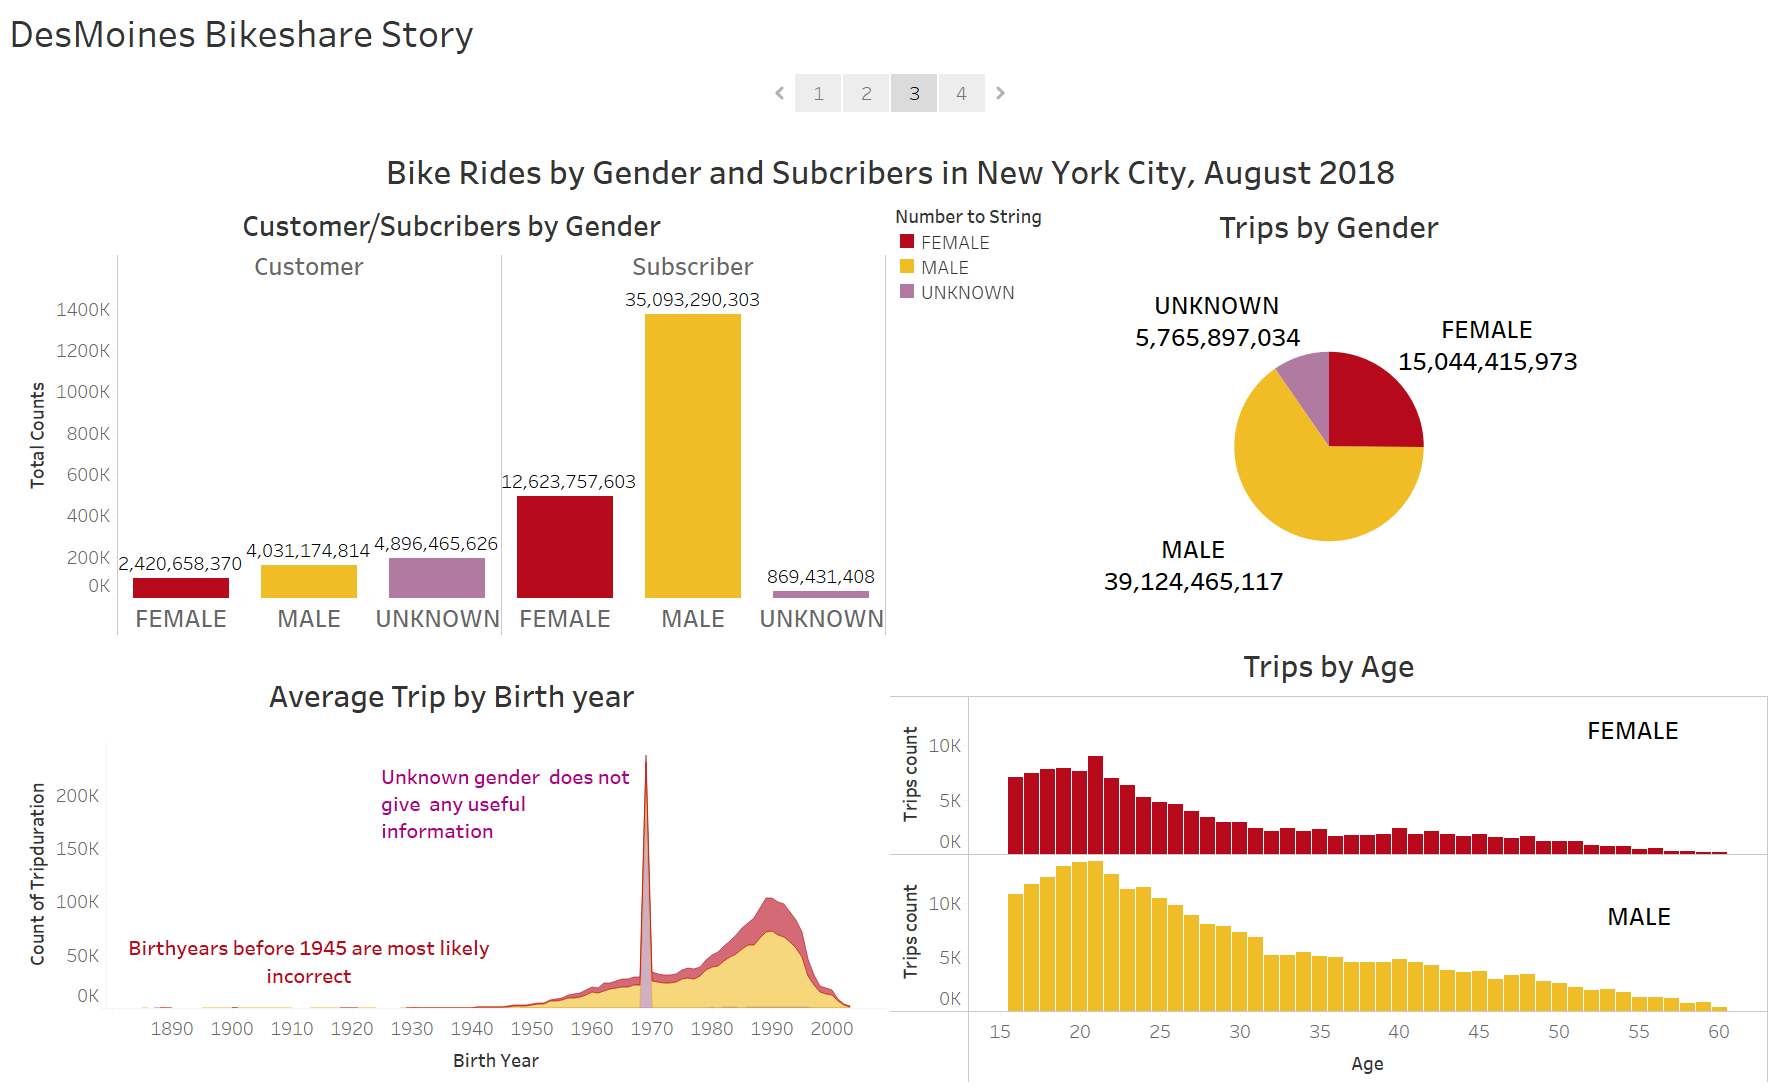 DesMoines Bikeshare Story
1 2 3 4
Bike Rides by Gender and Subcribers in New York City, August 2018
Customer/Subcribers by Gender
Customer
Subscriber
Total Counts
1400K
1200K
1000K
800K
600K
400K
200K
0K
2,420,658,370
4,031,174,814
4,896,465,626
12,623,757,603
35,093,290,303
869,431,408
FEMALE MALE UNKNOWN FEMALE MALE UNKNOWN
Number to String
FEMALE
MALE
UNKNOWN
Trips by Gender
UNKNOWN
5,765,897,034
FEMALE
15,044,415,973
MALE
39,124,465,117
Average Trip by Birth year
Count of Tripduration
200K
150K
100K
50K
0K
Unknown gender does not
give any useful
information
Birthyears before 1945 are most likely
incorrect
1890 1900 1910 1920 1930 1940 1950 1960 1970 1980 1990 2000
Birth Year
Trips by Age
Trips count
10K
5K
0K
FEMALE
Trips count
10K
5K
0K
MALE
15 20 25 30 35 40 45 50 55 60
Age